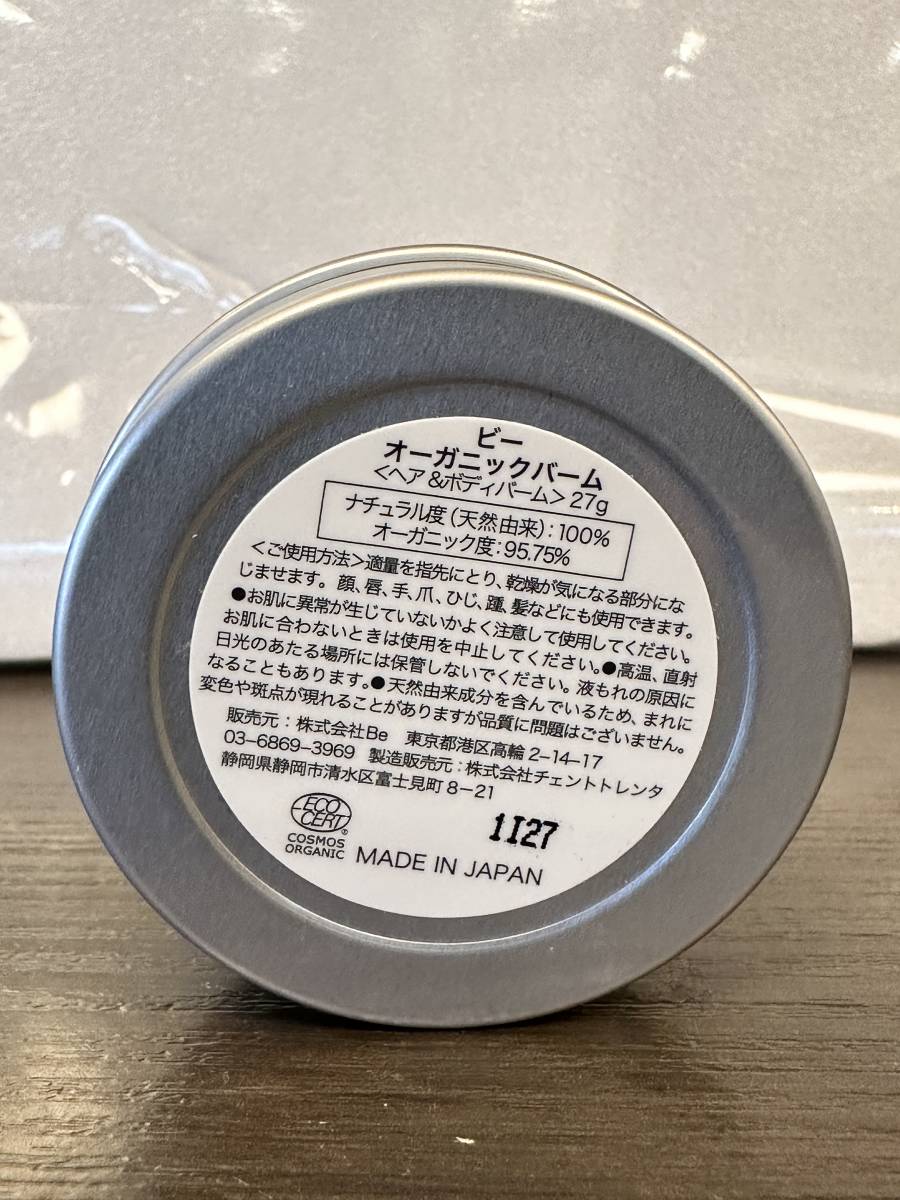 ビー
オーガニックバーム
<ヘア&ボディバーム>27g
ナチュラル度(天然由来):100%
オーガニック度:95.75%
<ご使用方法>適量を指先にとり、乾燥が気になる部分にな
じませます。顔、唇、手、爪、ひじ、踵、髪などにも使用できます。
●お肌に異常が生じていないかよく注意して使用してください。
お肌に合わないときは使用を中止してください。●高温、直射
日光のあたる場所には保管しないでください。液もれの原因に
なることもあります。●天然由来成分を含んでいるため、まれに
変色や斑点が現れることがありますが品質に問題はございません。
販売元:株式会社Be 東京都港区高輪2-14-17
03-6869-3969 製造販売元:株式会社チェントトレンタ
静岡県静岡市清水区富士見町8-21
ECO
CERT®
COSMOS
ORGANIC
1I27
MADE IN JAPAN